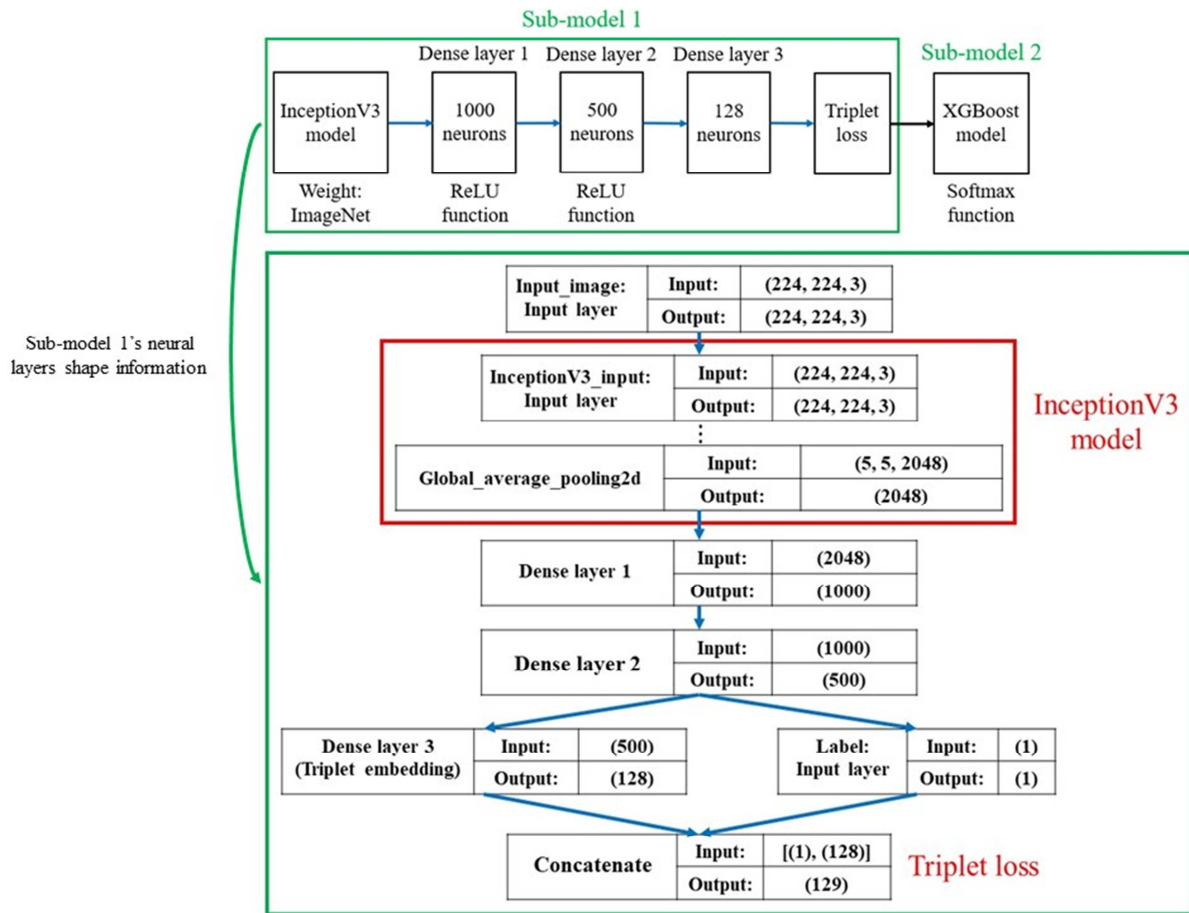 Sub-model 1
Sub-model 2
Dense layer 1
Dense layer 2
Dense layer 3
InceptionV3
model
1000
neurons
500
neurons
128
neurons
Triplet
loss
XGBoost
model
Weight:
ImageNet
ReLU
function
ReLU
function
Softmax
function
Sub-model 1's neural
layers shape information
Input_image:
Input layer
Input:
(224, 224, 3)
Output:
(224, 224, 3)
InceptionV3_input:
Input layer
Input:
(224, 224, 3)
Output:
(224, 224, 3)
InceptionV3
model
Global_average_pooling2d
Input:
(5, 5, 2048)
Output:
(2048)
Dense layer 1
Input:
(2048)
Output:
(1000)
Dense layer 2
Input:
(1000)
Output:
(500)
Dense layer 3
(Triplet embedding)
Input:
(500)
Output:
(128)
Label:
Input layer
Input:
(1)
Output:
(1)
Concatenate
Input:
[(1), (128)]
Output:
(129)
Triplet loss